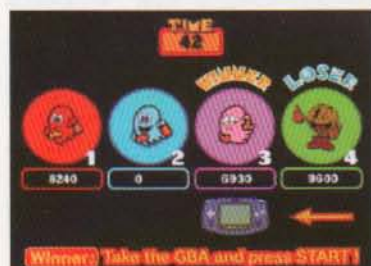 TIME
42
WINNER LOSER
1 2 3 4
8240 0 6930 9600
Winner: Take the GBA and press START!